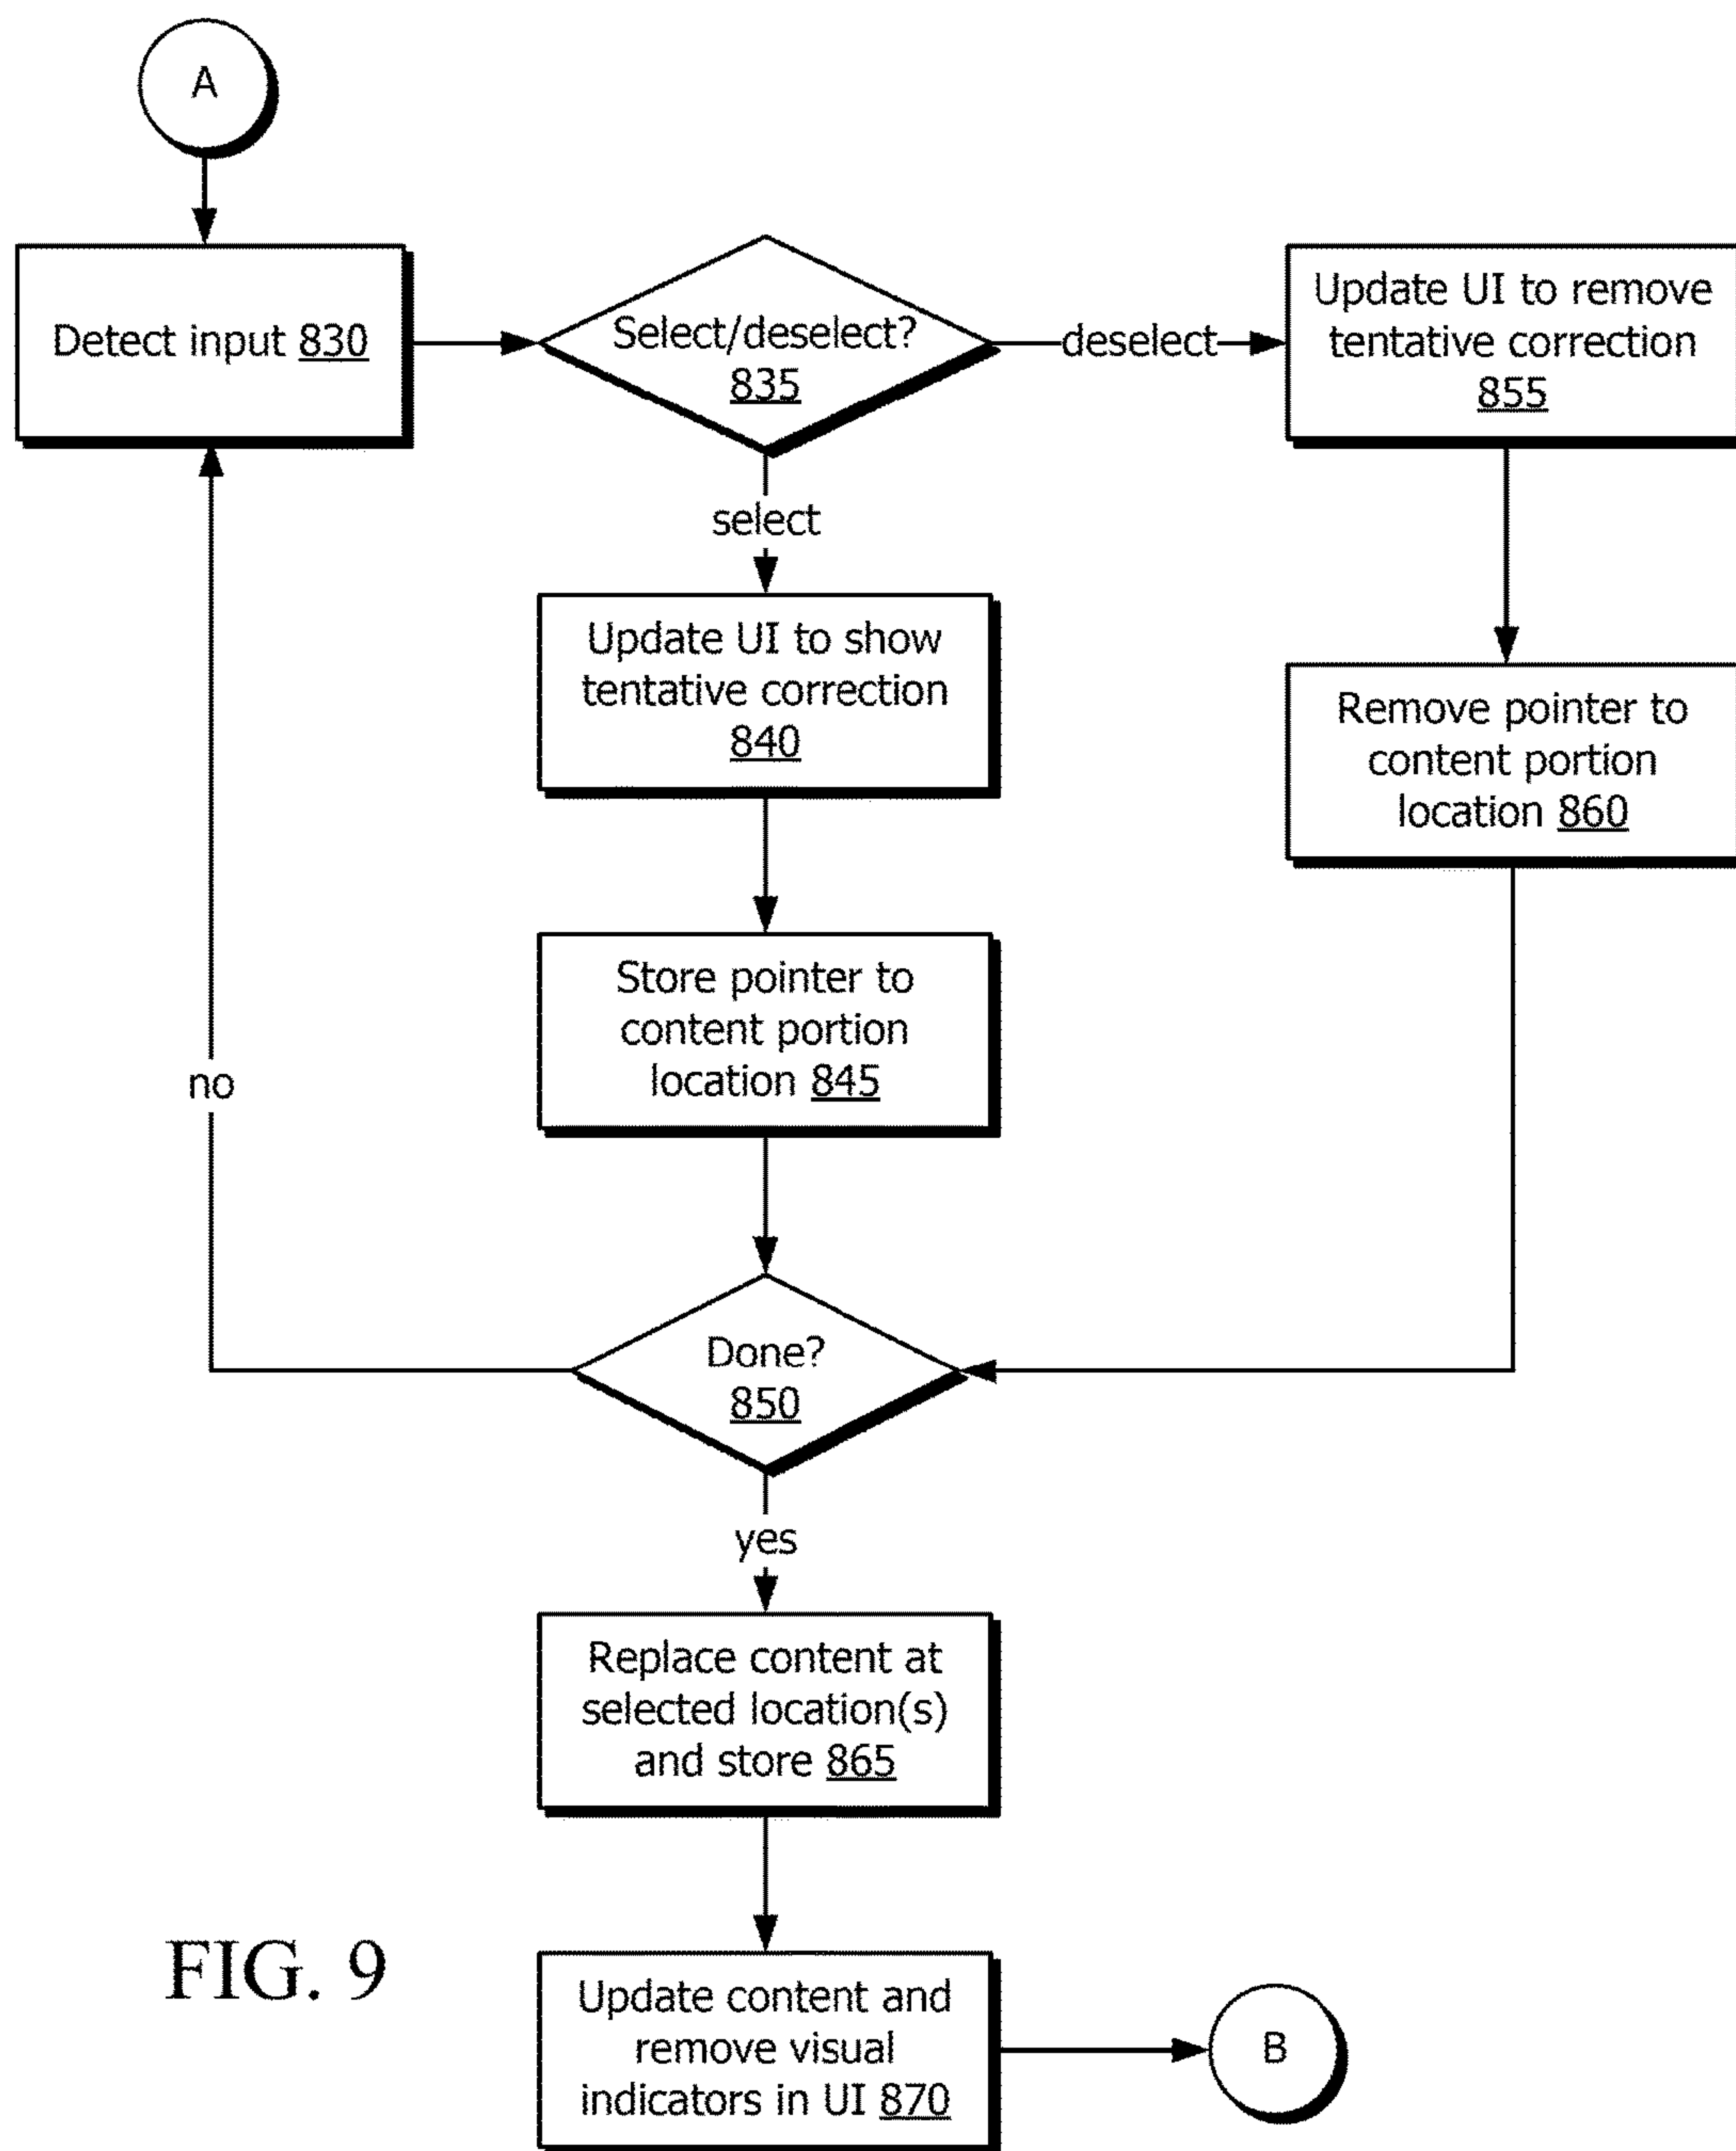 A
Detect input 830
Select/deselect?
835
deselect
Update UI to remove
tentative correction
855
select
Update UI to show
tentative correction
840
Remove pointer to
content portion
location 860
Store pointer to
content portion
location 845
no
Done?
850
yes
Replace content at
selected location(s)
and store 865
FIG. 9
Update content and
remove visual
indicators in UI 870
B